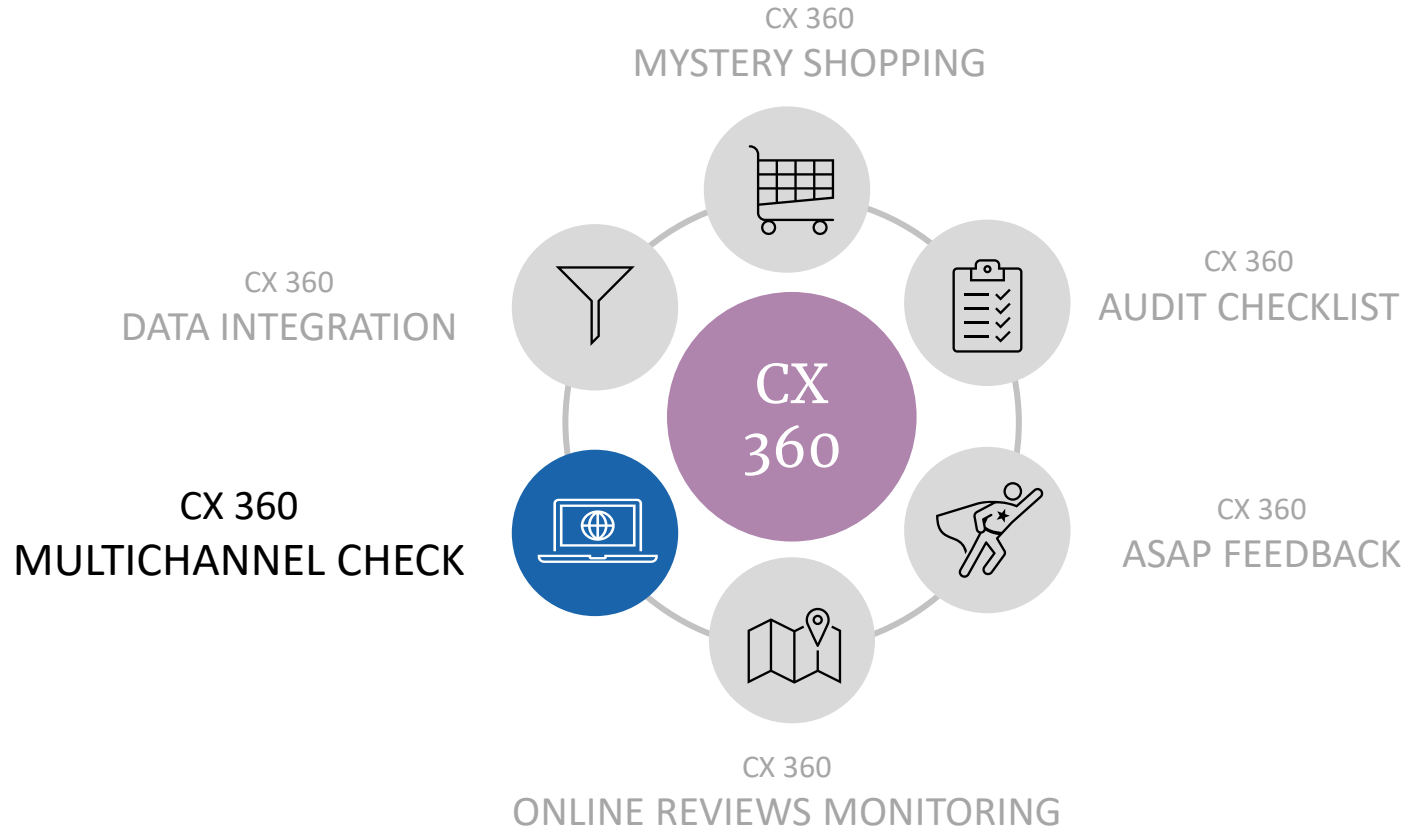 CX 360
MYSTERY SHOPPING
CX 360
AUDIT CHECKLIST
CX 360
DATA INTEGRATION
CX
360
CX 360
MULTICHANNEL CHECK
CX 360
ASAP FEEDBACK
CX 360
ONLINE REVIEWS MONITORING